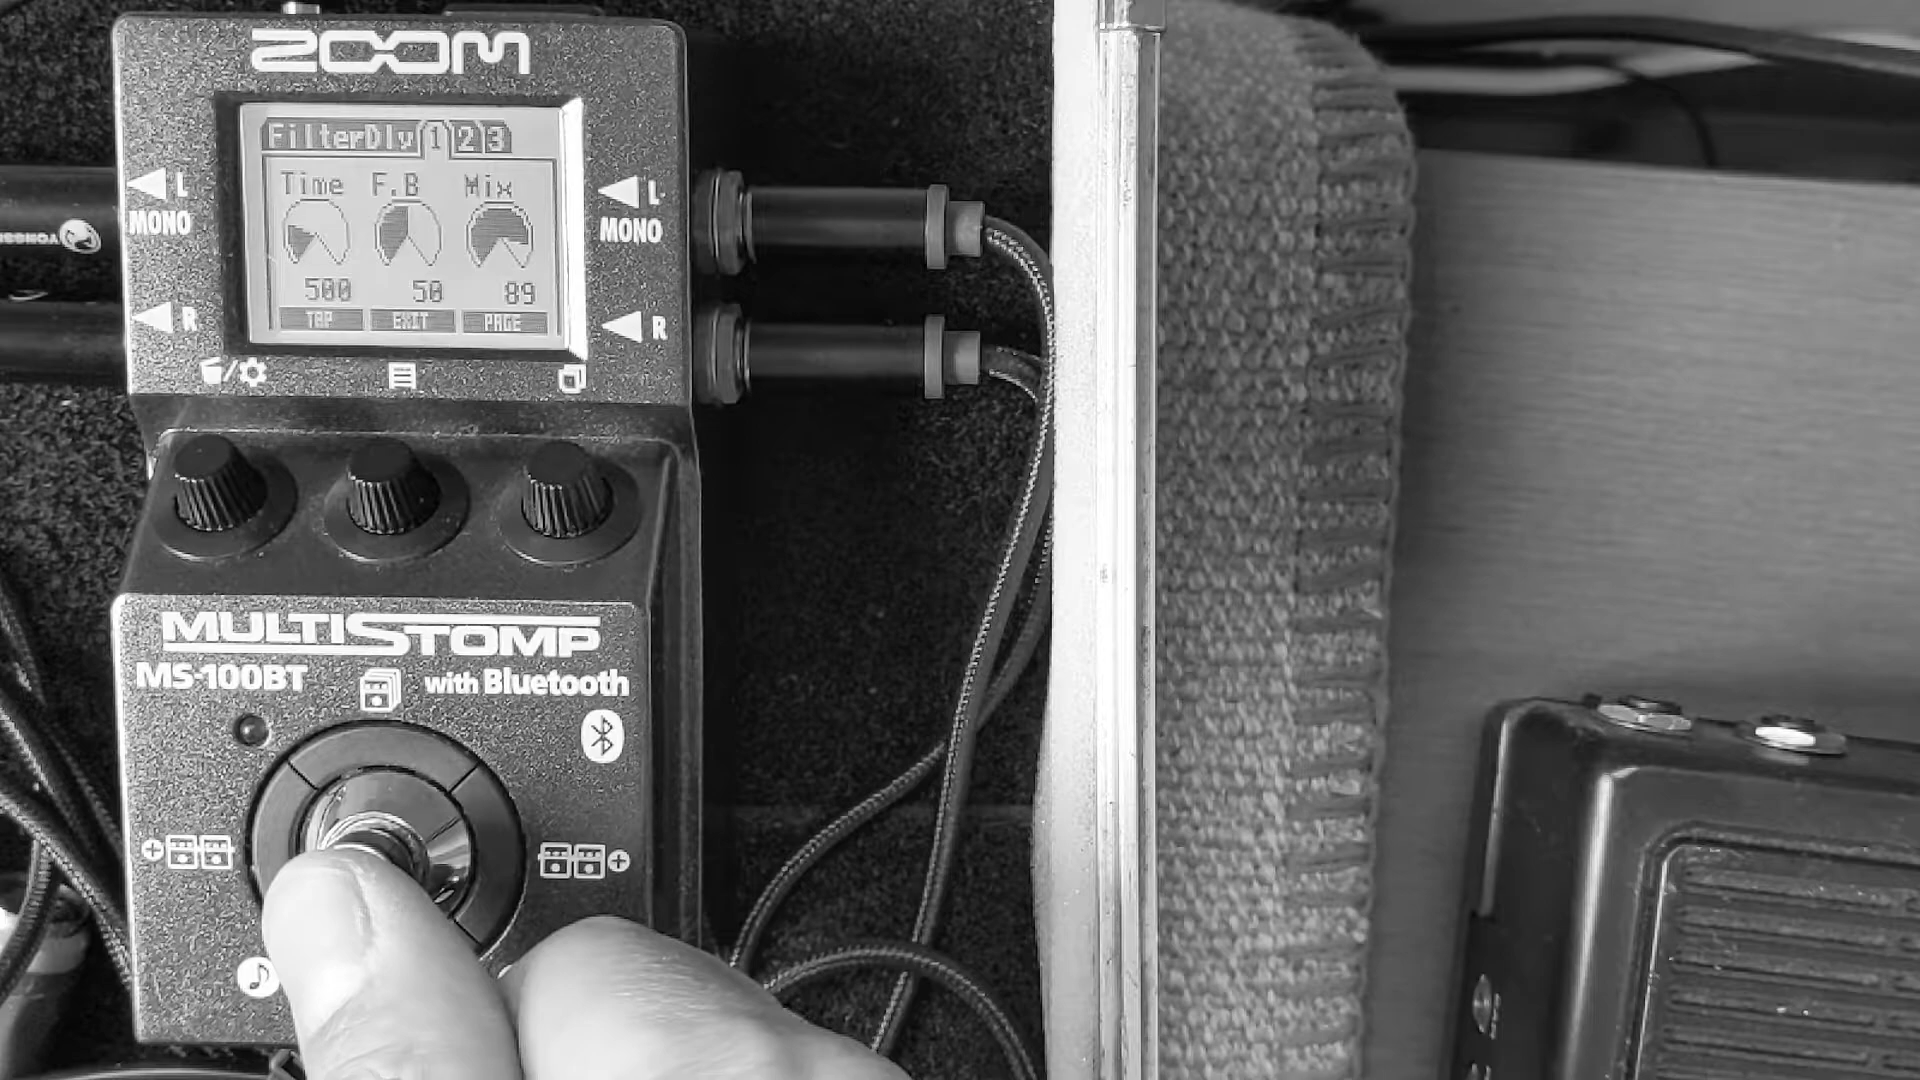 ZOOM
FilterDly 1 2 3
Time F.B Mix
500 50 89
TAP EXIT PAGE
L
MONO
R
L
MONO
R
MULTISTOMP
MS-100BT
with Bluetooth